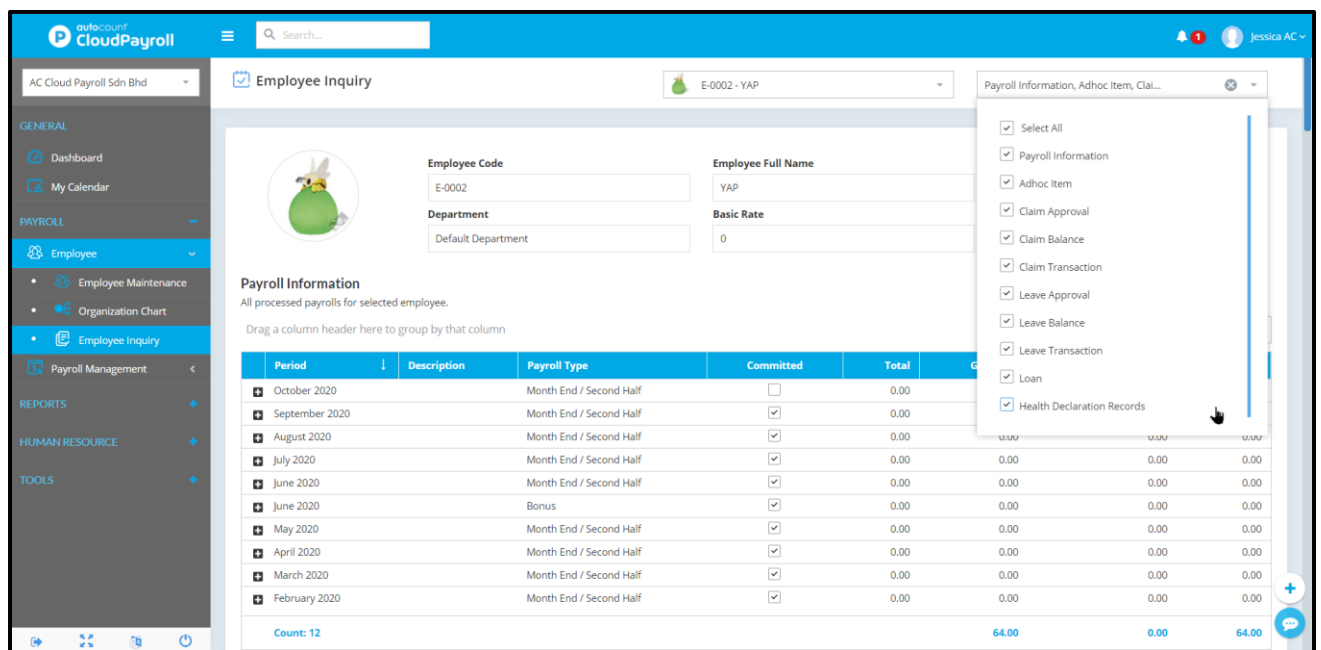 autocount
CloudPayroll
Search...
1
Jessica AC
AC Cloud Payroll Sdn Bhd
Employee Inquiry
E-0002 - YAP
Payroll Information, Adhoc Item, Clai...
Select All
Payroll Information
Adhoc Item
Claim Approval
Claim Balance
Claim Transaction
Leave Approval
Leave Balance
Leave Transaction
Loan
Health Declaration Records
GENERAL
Dashboard
My Calendar
PAYROLL
Employee
Employee Maintenance
Organization Chart
Employee Inquiry
Payroll Management
REPORTS
HUMAN RESOURCE
TOOLS
Employee Code
Employee Full Name
E-0002
YAP
Department
Basic Rate
Default Department
0
Payroll Information
All processed payrolls for selected employee.
Drag a column header here to group by that column
Period Description Payroll Type Committed Total
October 2020 Month End / Second Half 0.00
September 2020 Month End / Second Half 0.00
August 2020 Month End / Second Half 0.00 0.00 0.00 0.00
July 2020 Month End / Second Half 0.00 0.00 0.00 0.00
June 2020 Month End / Second Half 0.00 0.00 0.00 0.00
June 2020 Bonus 0.00 0.00 0.00 0.00
May 2020 Month End / Second Half 0.00 0.00 0.00 0.00
April 2020 Month End / Second Half 0.00 0.00 0.00 0.00
March 2020 Month End / Second Half 0.00 0.00 0.00 0.00
February 2020 Month End / Second Half 0.00 0.00 0.00 0.00
Count: 12 64.00 0.00 64.00